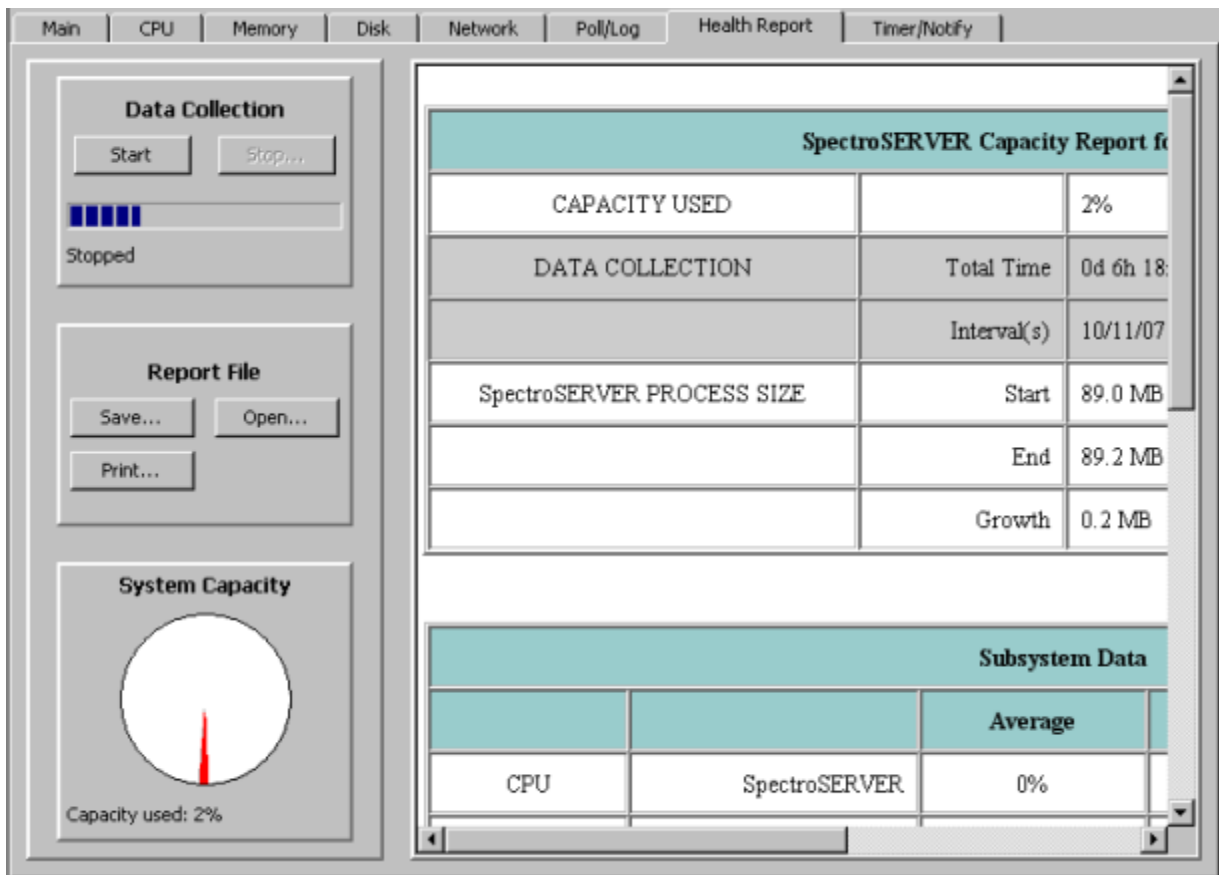 Main CPU Memory Disk Network Poll/Log Health Report Timer/Notify
Data Collection
Start Stop...
Stopped
Report File
Save... Open...
Print...
System Capacity
Capacity used: 2%
SpectroSERVER Capacity Report fo
CAPACITY USED 2%
DATA COLLECTION Total Time 0d 6h 18:
Interval(s) 10/11/07
SpectroSERVER PROCESS SIZE Start 89.0 MB
End 89.2 MB
Growth 0.2 MB
Subsystem Data
Average
CPU SpectroSERVER 0%